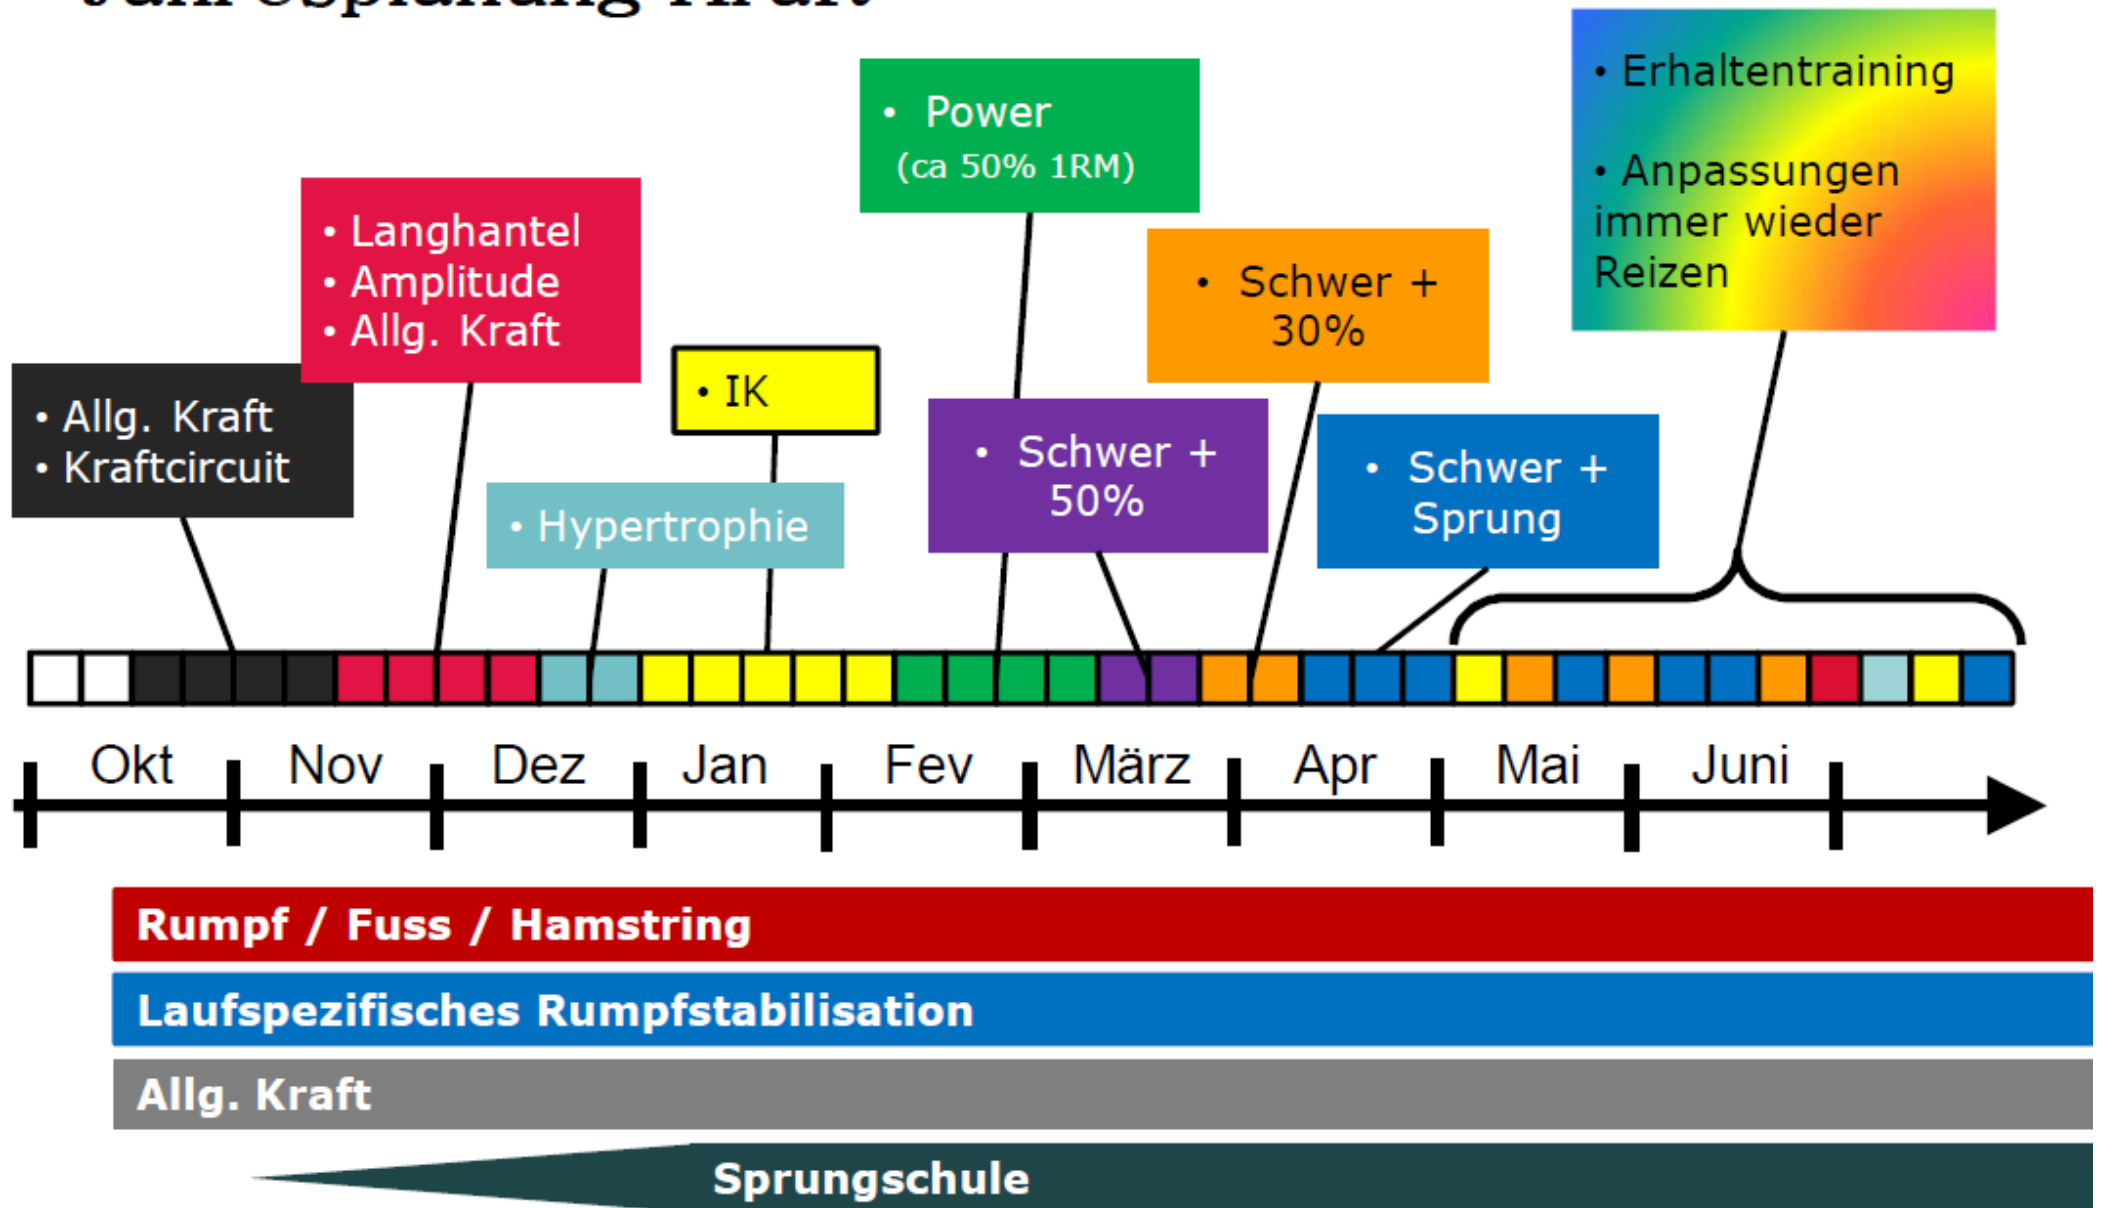 Jahresplanung Kraft
• Power
(ca 50% 1RM)
• Erhaltentraining
• Anpassungen
immer wieder
Reizen
• Langhantel
• Amplitude
• Allg. Kraft
• Schwer +
30%
• IK
• Allg. Kraft
• Kraftcircuit
• Schwer +
50%
• Schwer +
Sprung
• Hypertrophie
Okt Nov Dez Jan Fev März Apr Mai Juni
Rumpf / Fuss / Hamstring
Laufspezifisches Rumpfstabilisation
Allg. Kraft
Sprungschule